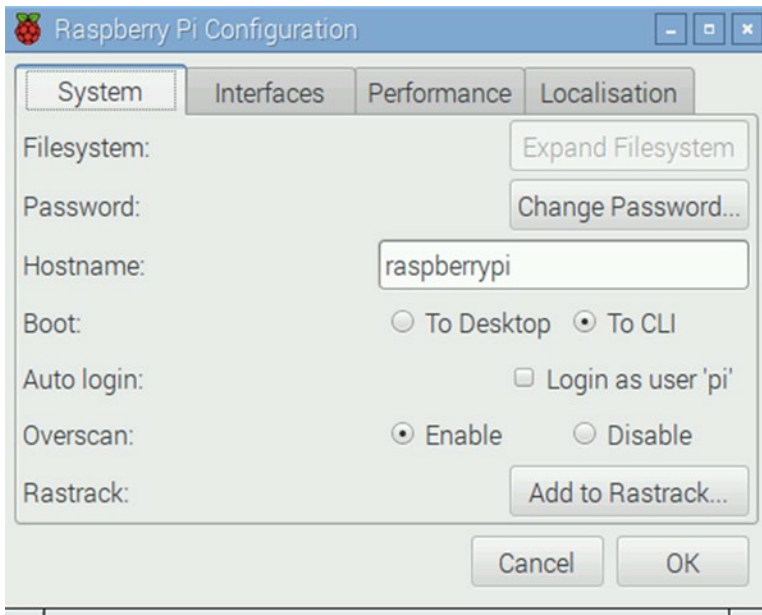 Raspberry Pi Configuration
System Interfaces Performance Localisation
Filesystem: Expand Filesystem
Password: Change Password...
Hostname: raspberrypi
Boot: To Desktop To CLI
Auto login: Login as user 'pi'
Overscan: Enable Disable
Rastrack: Add to Rastrack...
Cancel OK